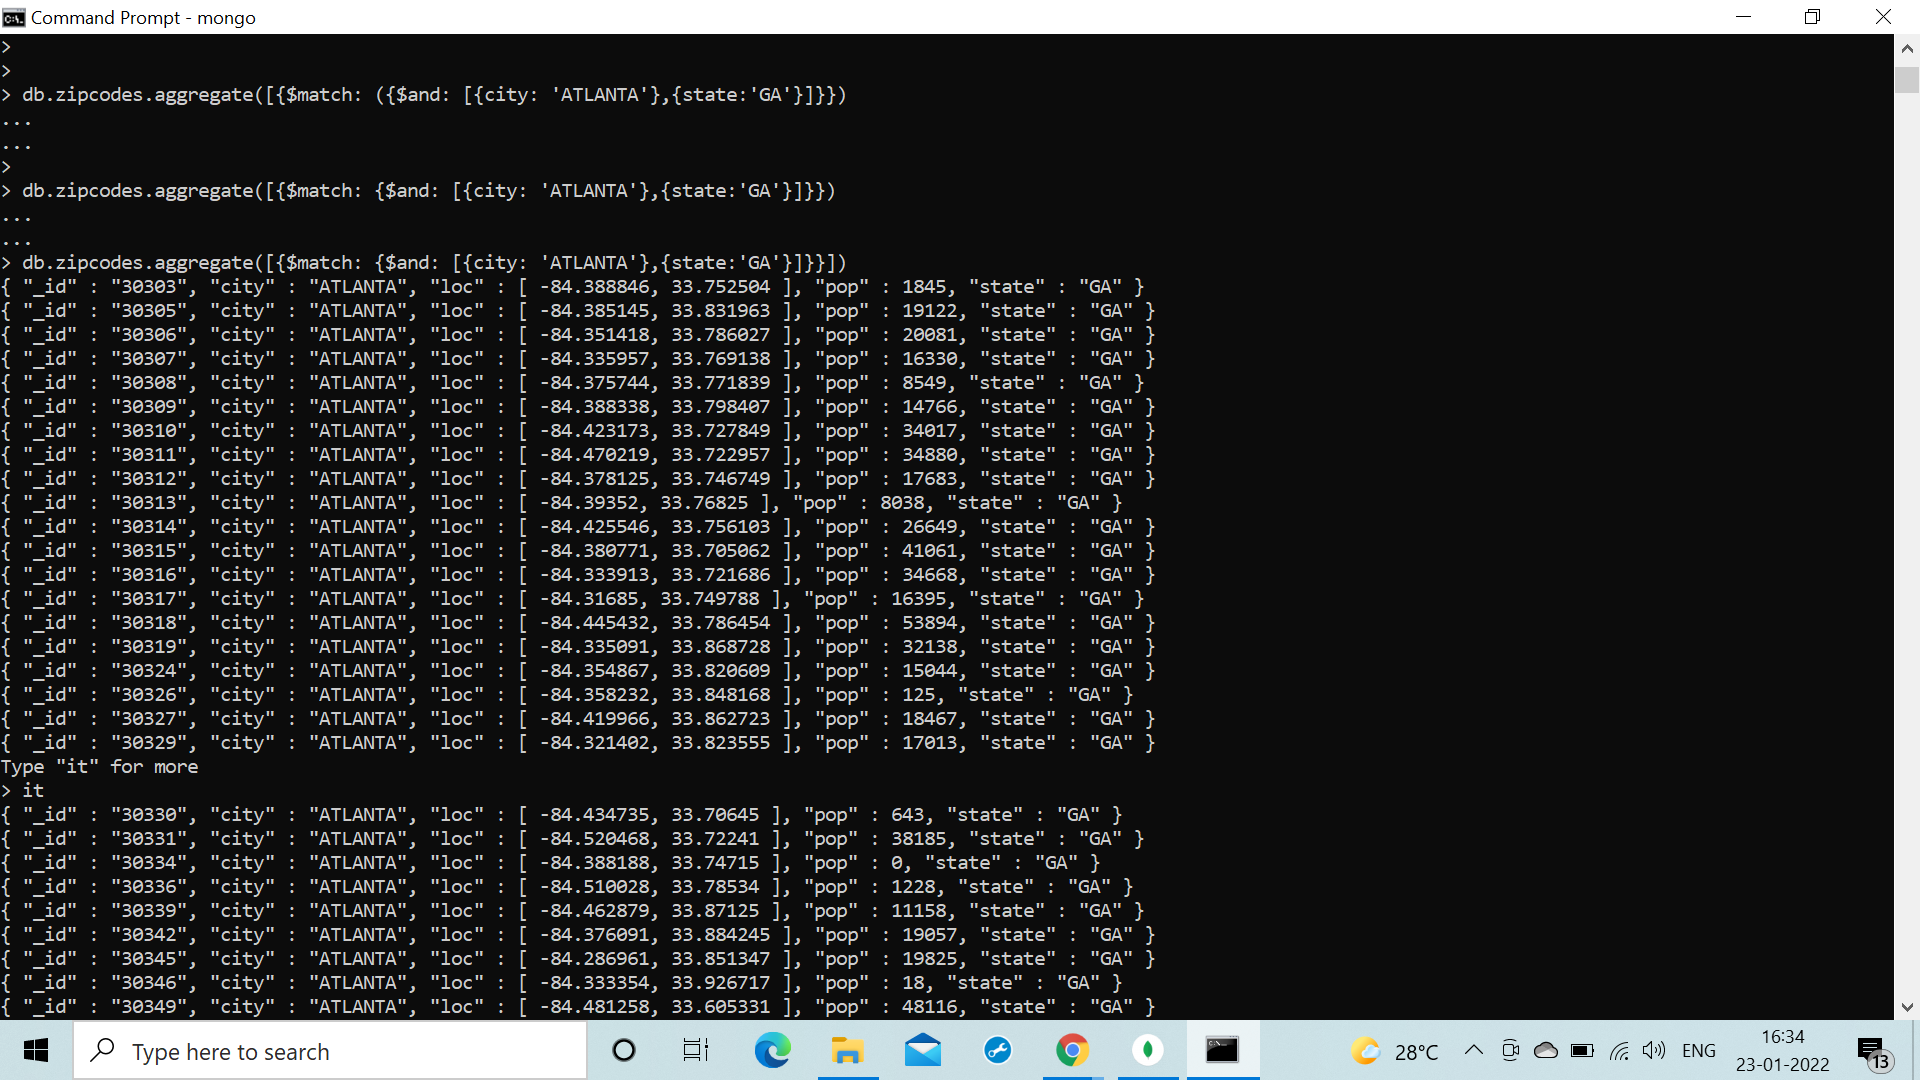 Command Prompt - mongo
>
>
> db.zipcodes.aggregate([{$match: ({$and: [{city: 'ATLANTA'},{state:'GA'}]}})
...
...
>
> db.zipcodes.aggregate([{$match: {$and: [{city: 'ATLANTA'},{state:'GA'}]}})
...
...
> db.zipcodes.aggregate([{$match: {$and: [{city: 'ATLANTA'},{state:'GA'}]}}])
{ "_id" : "30303", "city" : "ATLANTA", "loc" : [ -84.388846, 33.752504 ], "pop" : 1845, "state" : "GA" }
{ "_id" : "30305", "city" : "ATLANTA", "loc" : [ -84.385145, 33.831963 ], "pop" : 19122, "state" : "GA" }
{ "_id" : "30306", "city" : "ATLANTA", "loc" : [ -84.351418, 33.786027 ], "pop" : 20081, "state" : "GA" }
{ "_id" : "30307", "city" : "ATLANTA", "loc" : [ -84.335957, 33.769138 ], "pop" : 16330, "state" : "GA" }
{ "_id" : "30308", "city" : "ATLANTA", "loc" : [ -84.375744, 33.771839 ], "pop" : 8549, "state" : "GA" }
{ "_id" : "30309", "city" : "ATLANTA", "loc" : [ -84.388338, 33.798407 ], "pop" : 14766, "state" : "GA" }
{ "_id" : "30310", "city" : "ATLANTA", "loc" : [ -84.423173, 33.727849 ], "pop" : 34017, "state" : "GA" }
{ "_id" : "30311", "city" : "ATLANTA", "loc" : [ -84.470219, 33.722957 ], "pop" : 34880, "state" : "GA" }
{ "_id" : "30312", "city" : "ATLANTA", "loc" : [ -84.378125, 33.746749 ], "pop" : 17683, "state" : "GA" }
{ "_id" : "30313", "city" : "ATLANTA", "loc" : [ -84.39352, 33.76825 ], "pop" : 8038, "state" : "GA" }
{ "_id" : "30314", "city" : "ATLANTA", "loc" : [ -84.425546, 33.756103 ], "pop" : 26649, "state" : "GA" }
{ "_id" : "30315", "city" : "ATLANTA", "loc" : [ -84.380771, 33.705062 ], "pop" : 41061, "state" : "GA" }
{ "_id" : "30316", "city" : "ATLANTA", "loc" : [ -84.333913, 33.721686 ], "pop" : 34668, "state" : "GA" }
{ "_id" : "30317", "city" : "ATLANTA", "loc" : [ -84.31685, 33.749788 ], "pop" : 16395, "state" : "GA" }
{ "_id" : "30318", "city" : "ATLANTA", "loc" : [ -84.445432, 33.786454 ], "pop" : 53894, "state" : "GA" }
{ "_id" : "30319", "city" : "ATLANTA", "loc" : [ -84.335091, 33.868728 ], "pop" : 32138, "state" : "GA" }
{ "_id" : "30324", "city" : "ATLANTA", "loc" : [ -84.354867, 33.820609 ], "pop" : 15044, "state" : "GA" }
{ "_id" : "30326", "city" : "ATLANTA", "loc" : [ -84.358232, 33.848168 ], "pop" : 125, "state" : "GA" }
{ "_id" : "30327", "city" : "ATLANTA", "loc" : [ -84.419966, 33.862723 ], "pop" : 18467, "state" : "GA" }
{ "_id" : "30329", "city" : "ATLANTA", "loc" : [ -84.321402, 33.823555 ], "pop" : 17013, "state" : "GA" }
Type "it" for more
> it
{ "_id" : "30330", "city" : "ATLANTA", "loc" : [ -84.434735, 33.70645 ], "pop" : 643, "state" : "GA" }
{ "_id" : "30331", "city" : "ATLANTA", "loc" : [ -84.520468, 33.72241 ], "pop" : 38185, "state" : "GA" }
{ "_id" : "30334", "city" : "ATLANTA", "loc" : [ -84.388188, 33.74715 ], "pop" : 0, "state" : "GA" }
{ "_id" : "30336", "city" : "ATLANTA", "loc" : [ -84.510028, 33.78534 ], "pop" : 1228, "state" : "GA" }
{ "_id" : "30339", "city" : "ATLANTA", "loc" : [ -84.462879, 33.87125 ], "pop" : 11158, "state" : "GA" }
{ "_id" : "30342", "city" : "ATLANTA", "loc" : [ -84.376091, 33.884245 ], "pop" : 19057, "state" : "GA" }
{ "_id" : "30345", "city" : "ATLANTA", "loc" : [ -84.286961, 33.851347 ], "pop" : 19825, "state" : "GA" }
{ "_id" : "30346", "city" : "ATLANTA", "loc" : [ -84.333354, 33.926717 ], "pop" : 18, "state" : "GA" }
{ "_id" : "30349", "city" : "ATLANTA", "loc" : [ -84.481258, 33.605331 ], "pop" : 48116, "state" : "GA" }
Type here to search
28°C
ENG
16:34
23-01-2022
13